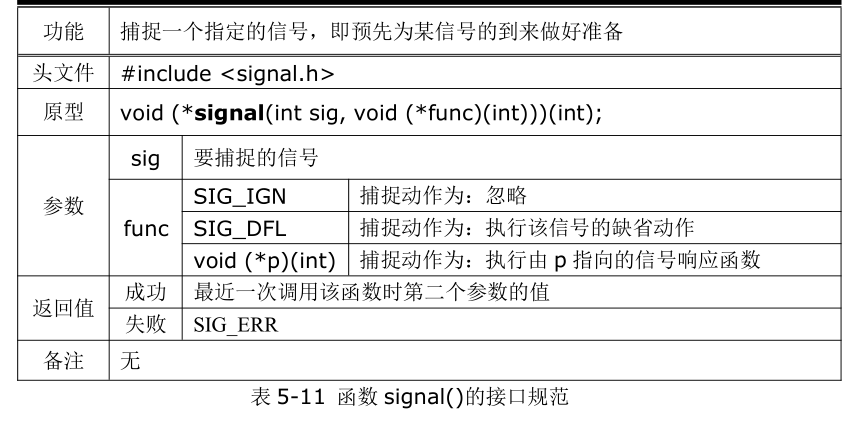 功能 捕捉一个指定的信号，即预先为某信号的到来做好准备
头文件 #include <signal.h>
原型 void (*signal(int sig, void (*func)(int)))(int);
参数 sig 要捕捉的信号
func SIG_IGN 捕捉动作为：忽略
SIG_DFL 捕捉动作为：执行该信号的缺省动作
void (*p)(int) 捕捉动作为：执行由 p 指向的信号响应函数
返回值 成功 最近一次调用该函数时第二个参数的值
失败 SIG_ERR
备注 无
表 5-11 函数 signal()的接口规范